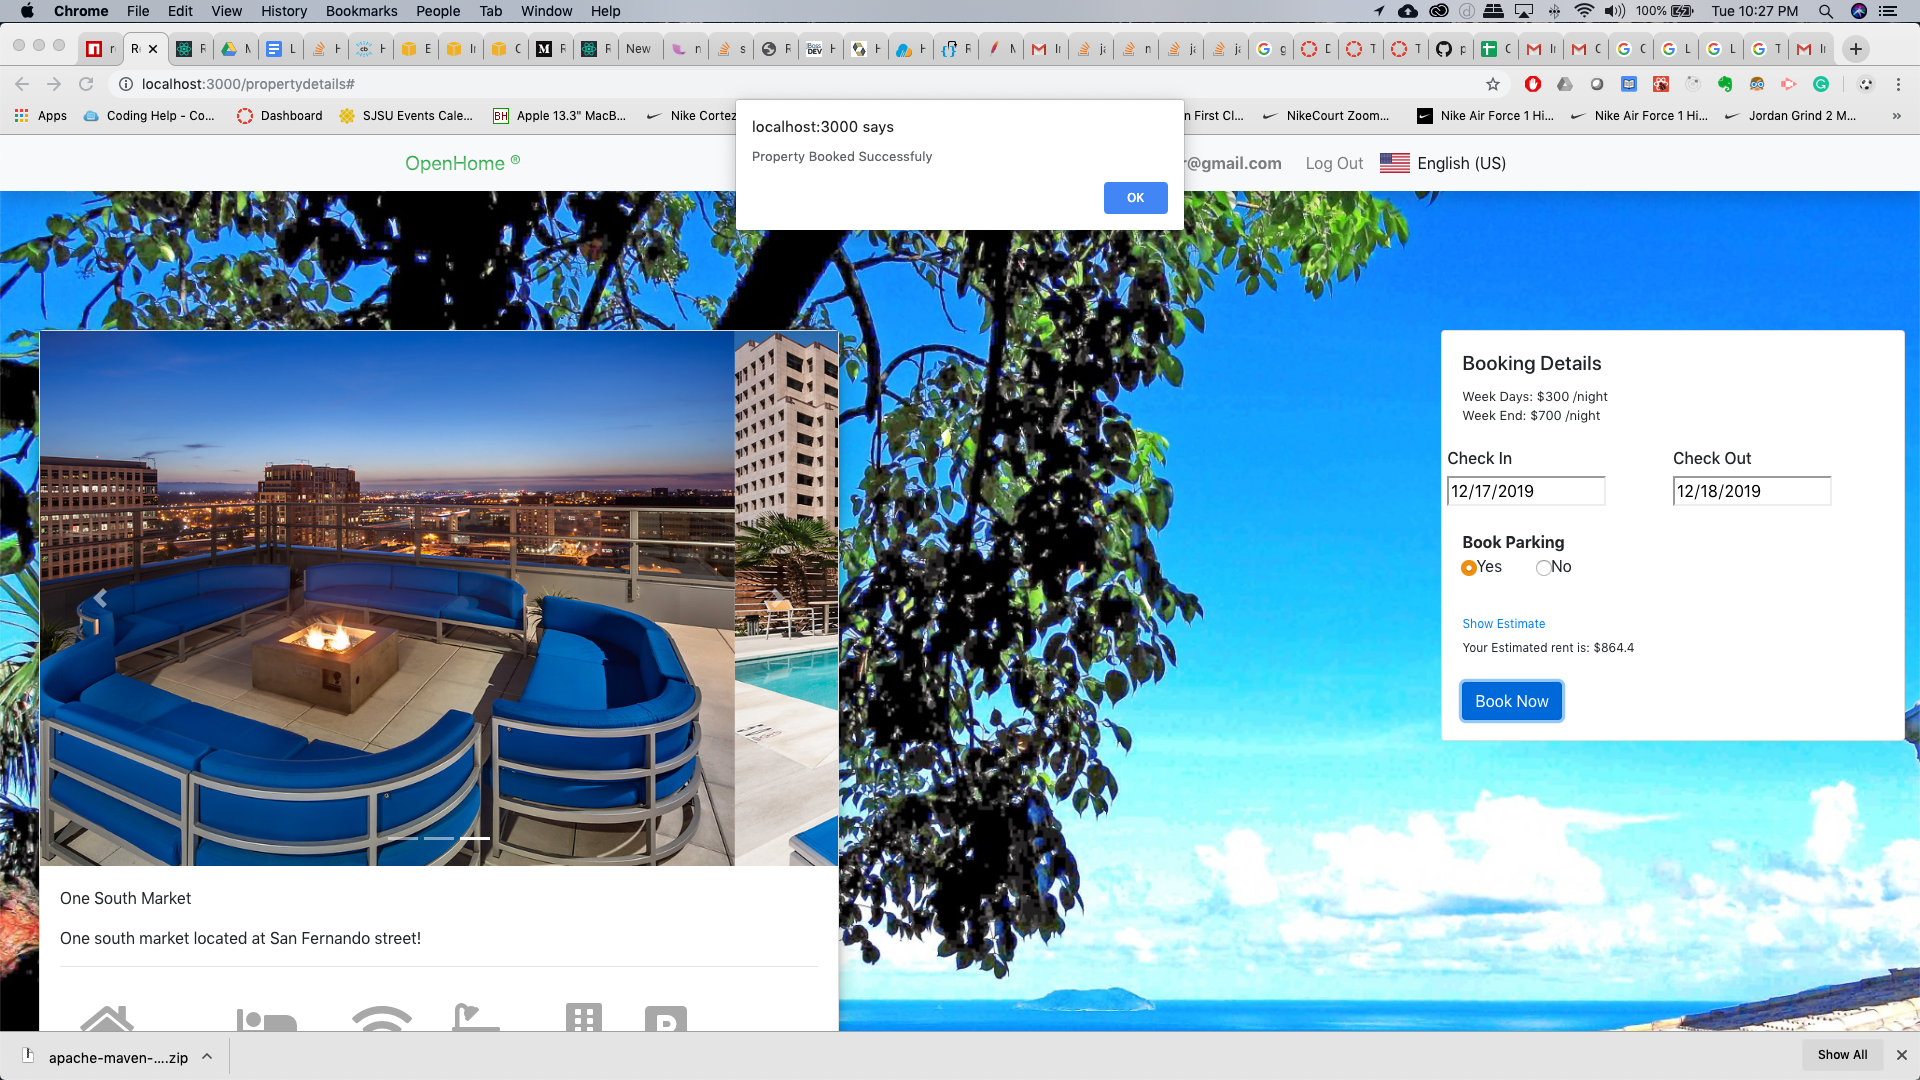 Chrome File Edit View History Bookmarks People Tab Window Help 100% Tue 10:27 PM
New
localhost:3000/propertydetails#
Apps Coding Help - Co... Dashboard SJSU Events Cale... BH Apple 13.3" MacB... Nike Cortez n First Cl... NikeCourt Zoom... Nike Air Force 1 Hi... Nike Air Force 1 Hi... Jordan Grind 2 M... »
localhost:3000 says
Property Booked Successfuly
OK
OpenHome ® r@gmail.com Log Out English (US)
Booking Details
Week Days: $300 /night
Week End: $700 /night
Check In Check Out
12/17/2019 12/18/2019
Book Parking
Yes No
Show Estimate
Your Estimated rent is: $864.4
Book Now
One South Market
One south market located at San Fernando street!
apache-maven-....zip Show All